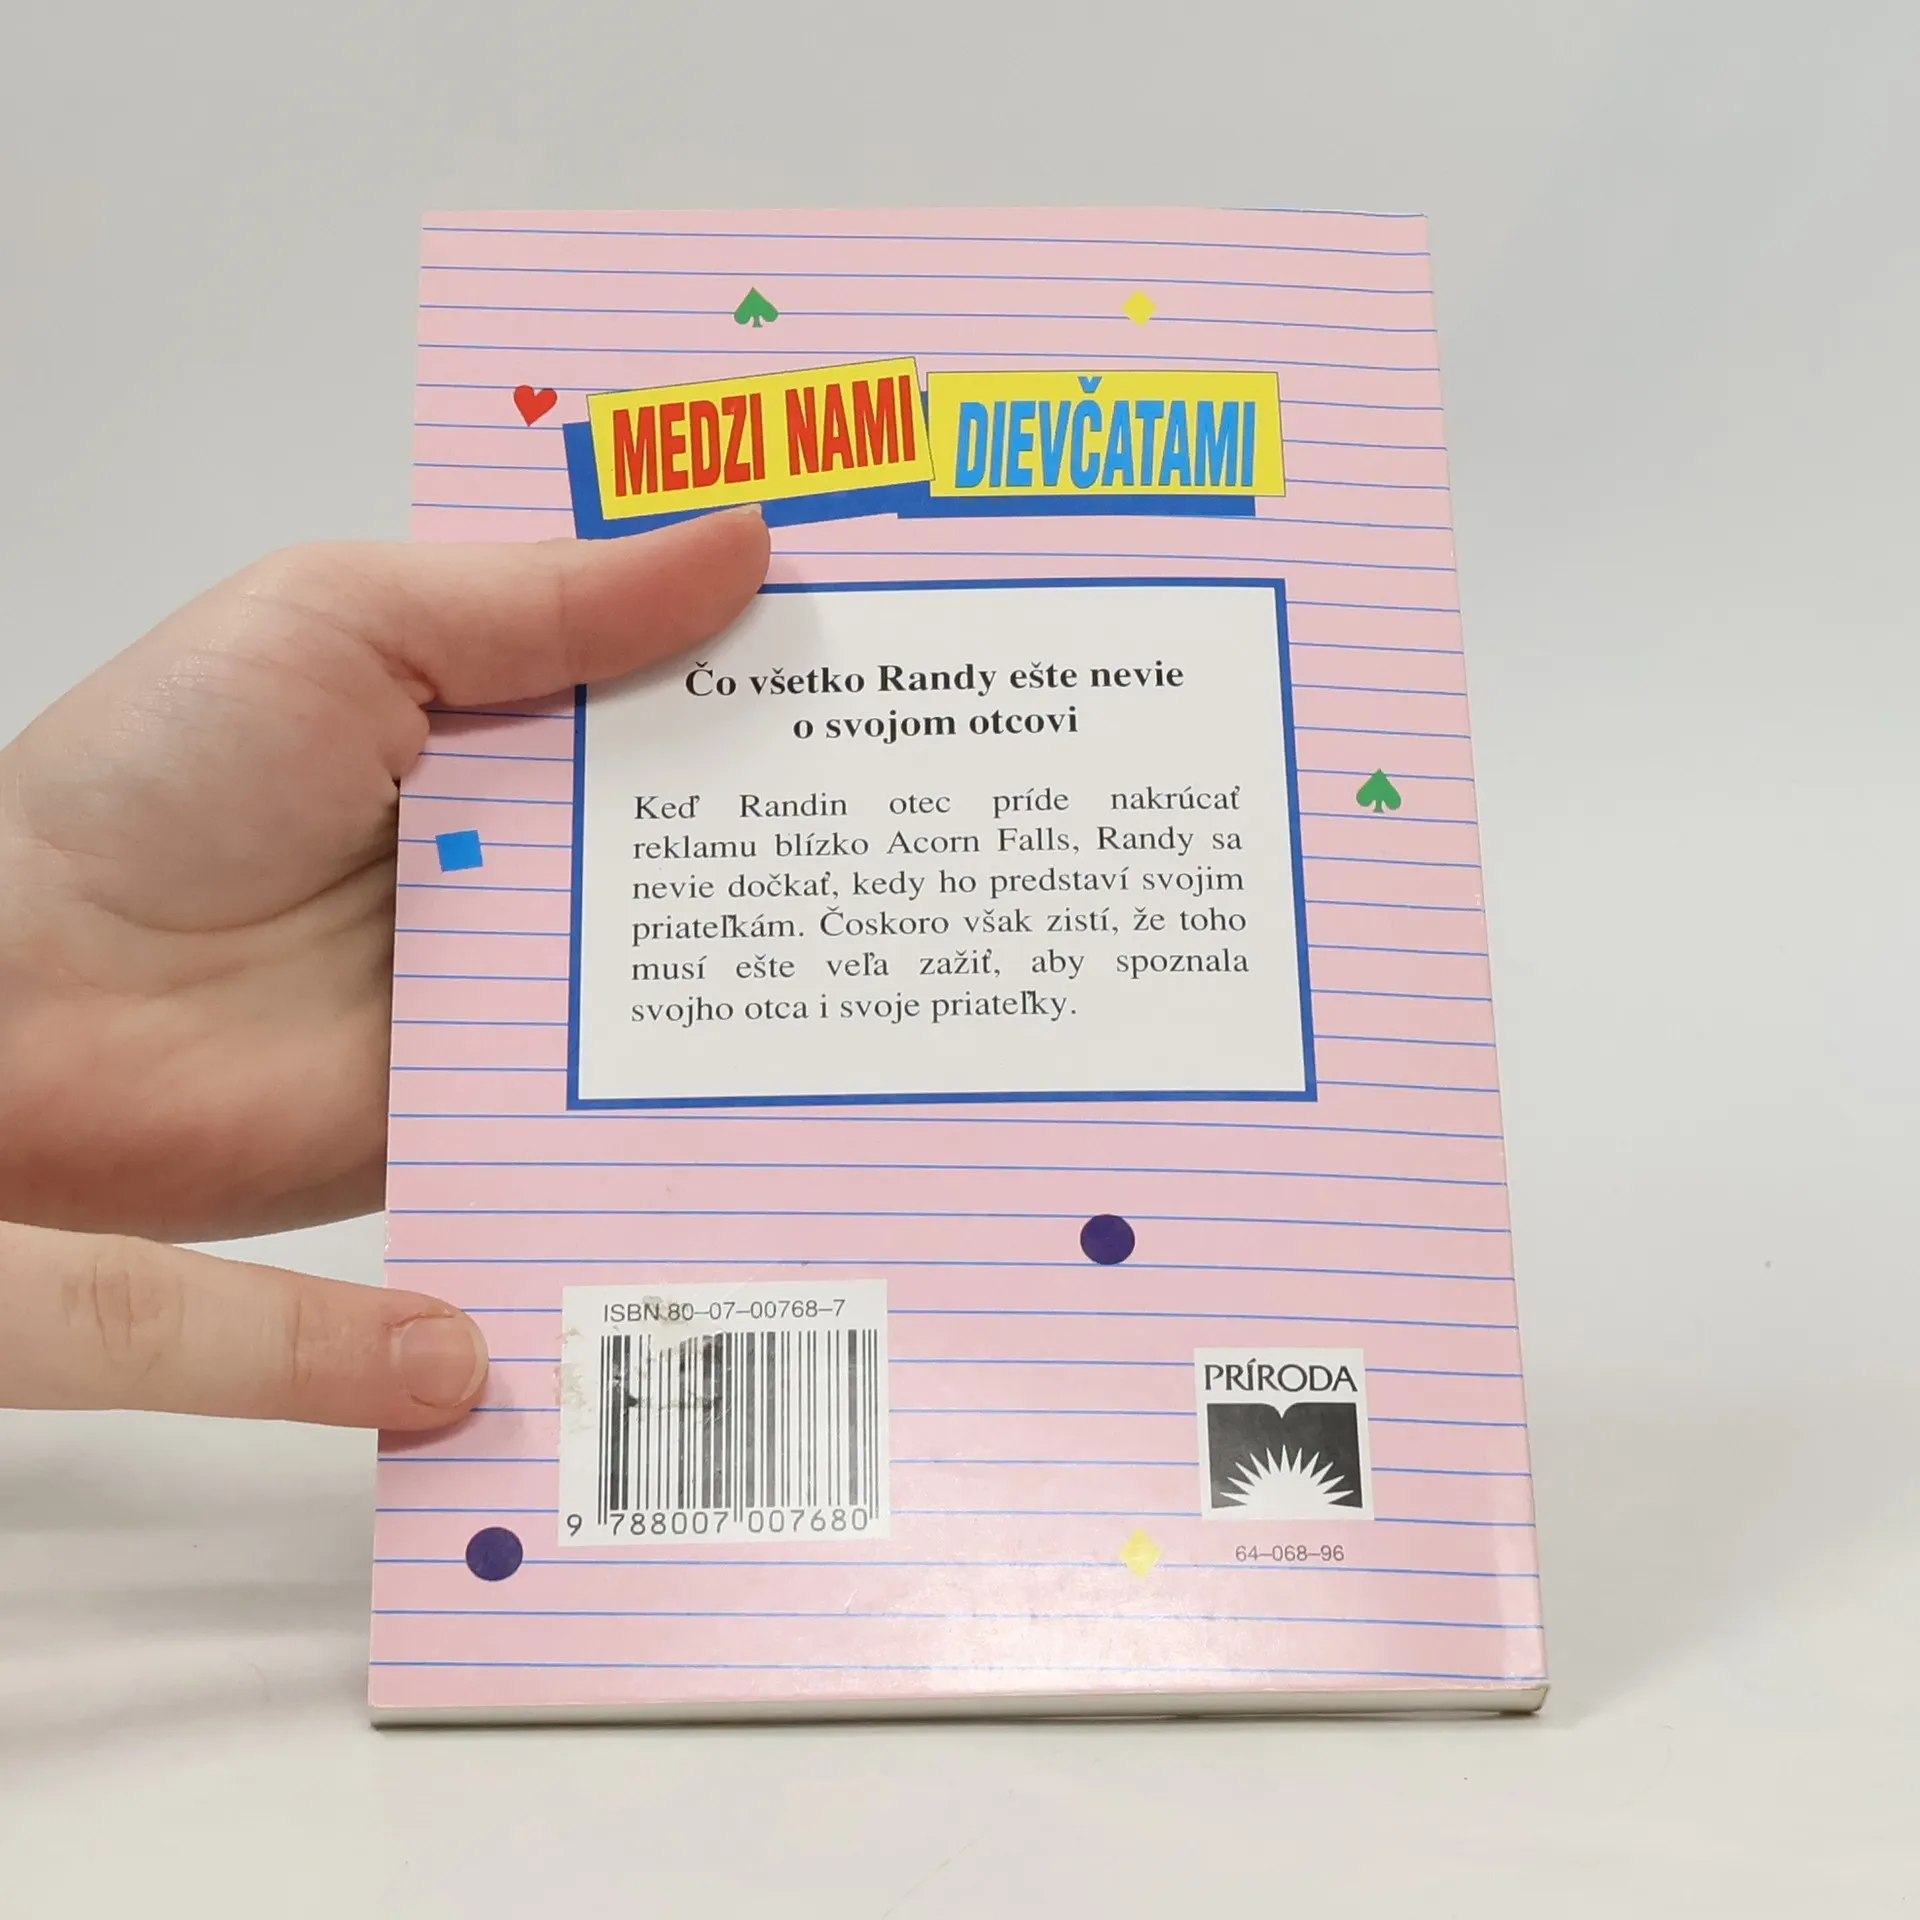 MEDZI NAMI DIEVČATAMI
Čo všetko Randy ešte nevie
o svojom otcovi
Keď Randin otec príde nakrúcať
reklamu blízko Acorn Falls, Randy sa
nevie dočkať, kedy ho predstaví svojim
priateľkám. Čoskoro však zistí, že toho
musí ešte veľa zažiť, aby spoznala
svojho otca i svoje priateľky.
ISBN 80–07–00768–7
9 788007 007680
PRÍRODA
64–068–96